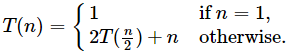 T(n) = { 1 if n = 1,
2T(n/2) + n otherwise.